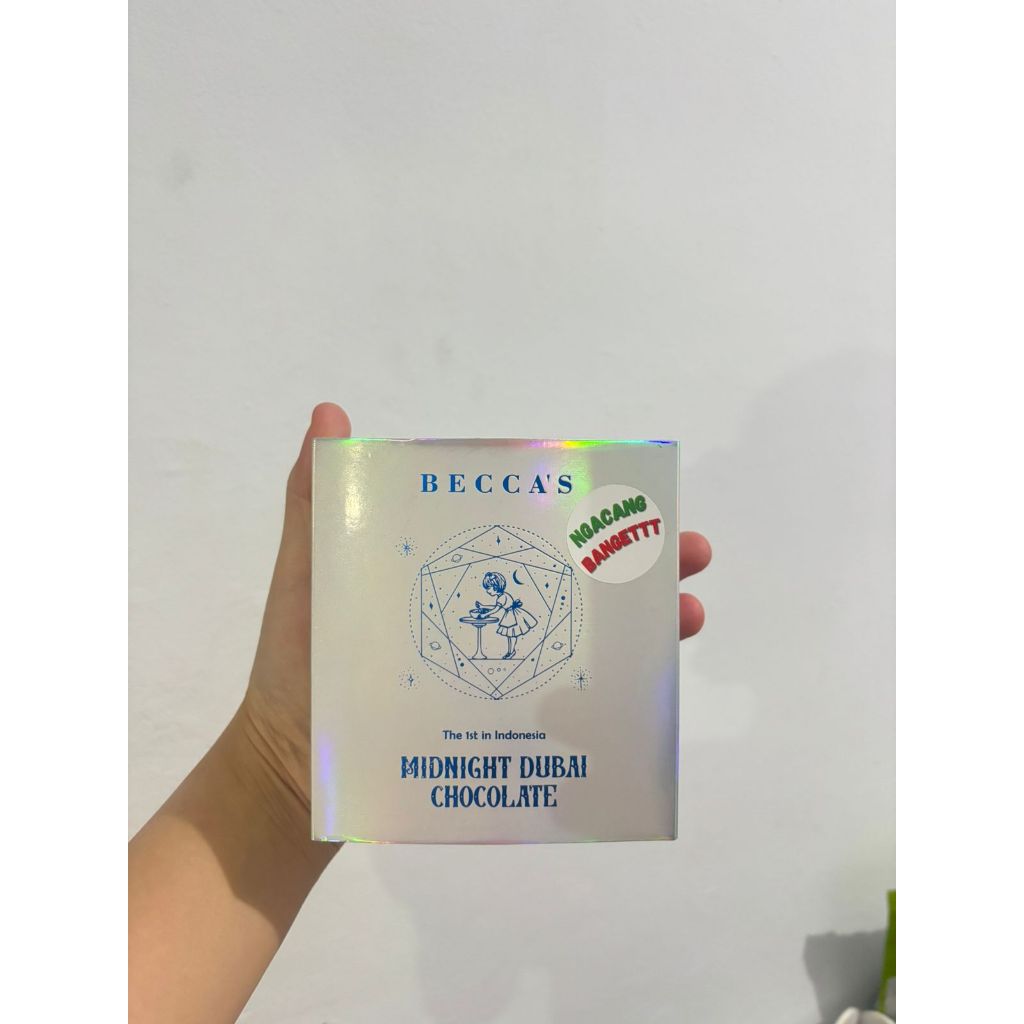 BECCA'S
NGACANG
BANGETTT
The 1st in Indonesia
MIDNIGHT DUBAI
CHOCOLATE